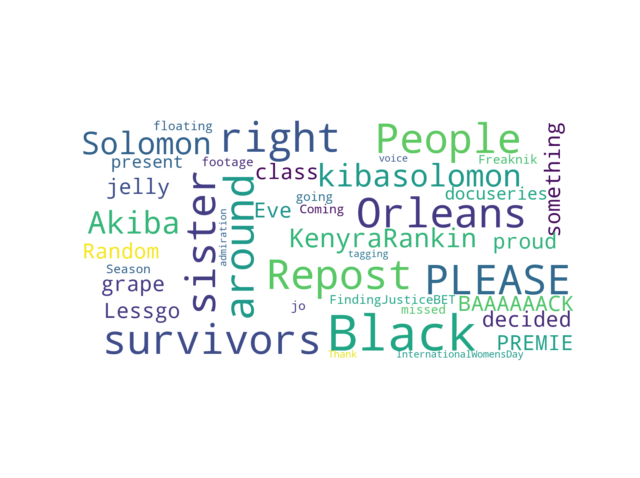 floating
Solomon
right
People
something
present
footage
voice
Freaknik
class
kibasolomon
jelly
sister
around
docuseries
going
Akiba
Eve
Coming
Orleans
admiration
KenyraRankin
proud
Random
tagging
Season
grape
Repost
PLEASE
Lessgo
jo
FindingJusticeBET
BAAAAAACK
missed
survivors
Black
decided
PREMIE
Thank
InternationalWomensDay